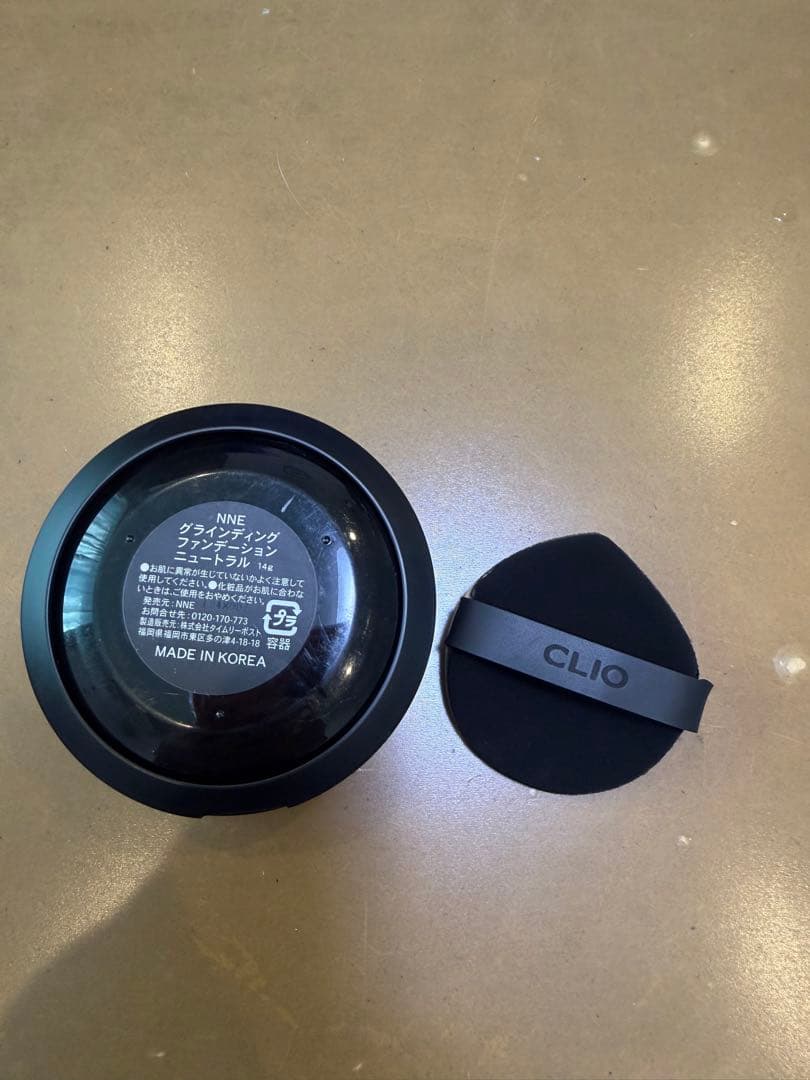 NNE
グラインディング
ファンデーション
ニュートラル 14g
●お肌に異常が生じていないかよく注意して
使用してください。●化粧品がお肌に合わな
いときは、ご使用をおやめください。
発売元:NNE
お問合せ先:0120-170-773
製造販売元:株式会社タイムリーポスト
福岡県福岡市東区多の津4-18-18
プラ
容器
MADE IN KOREA
CLIO